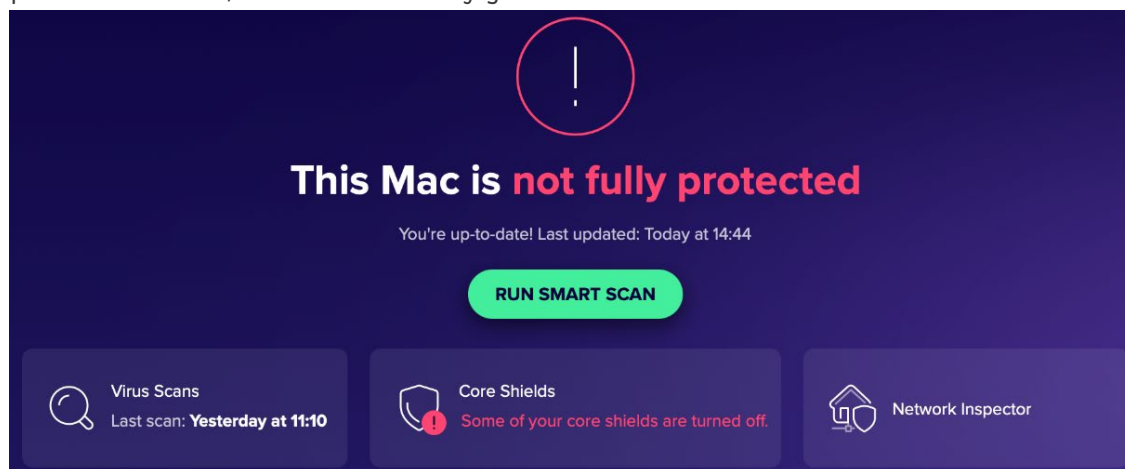 This Mac is not fully protected
You're up-to-date! Last updated: Today at 14:44
RUN SMART SCAN
Virus Scans
Last scan: Yesterday at 11:10
Core Shields
Some of your core shields are turned off.
Network Inspector